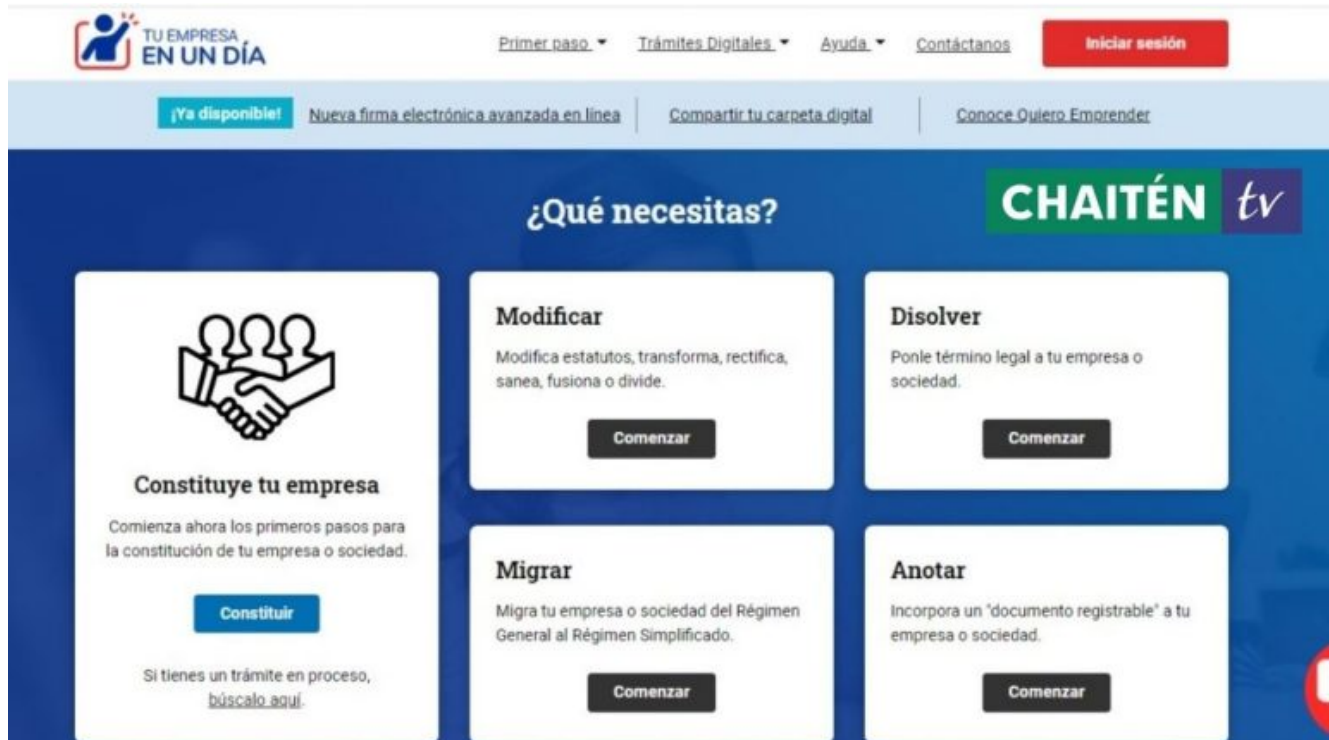 TU EMPRESA
EN UN DÍA
Primer paso
Trámites Digitales
Ayuda
Contáctanos
Iniciar sesión
¡Ya disponible!
Nueva firma electrónica avanzada en línea
Compartir tu carpeta digital
Conoce Quiero Emprender
¿Qué necesitas?
CHAITÉN tv
Constituye tu empresa
Comienza ahora los primeros pasos para
la constitución de tu empresa o sociedad.
Constituir
Si tienes un trámite en proceso,
búscalo aquí.
Modificar
Modifica estatutos, transforma, rectifica,
sanea, fusiona o divide.
Comenzar
Disolver
Ponle término legal a tu empresa o
sociedad.
Comenzar
Migrar
Migra tu empresa o sociedad del Régimen
General al Régimen Simplificado.
Comenzar
Anotar
Incorpora un "documento registrable" a tu
empresa o sociedad.
Comenzar